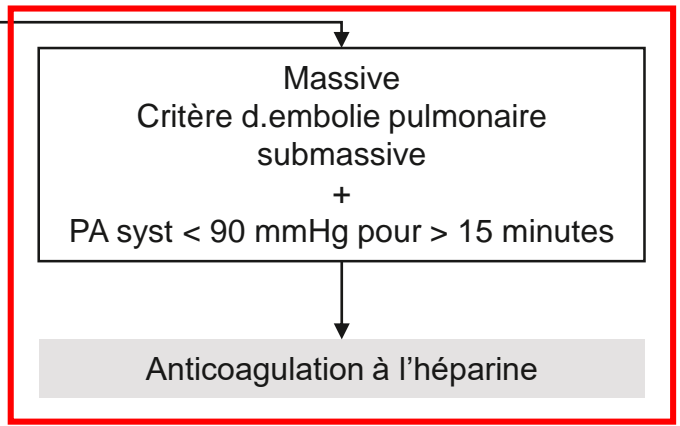 Massive
Critère d.embolie pulmonaire
submassive
+
PA syst < 90 mmHg pour > 15 minutes
Anticoagulation à l’héparine